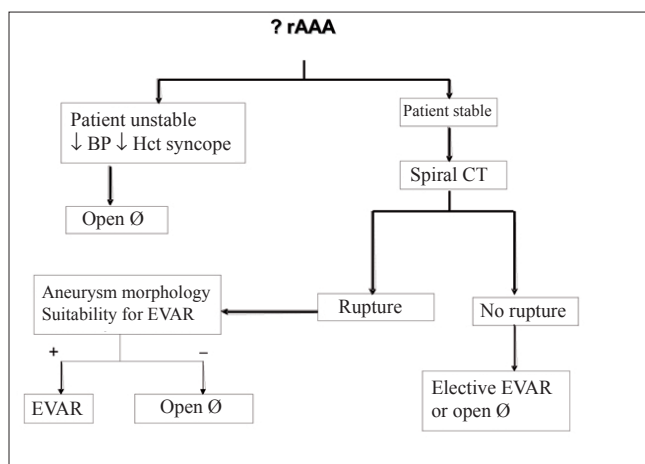 ? rAAA
Patient unstable
↓ BP ↓ Hct syncope
Patient stable
Open Ø
Spiral CT
Aneurysm morphology
Suitability for EVAR
Rupture
No rupture
+
–
EVAR
Open Ø
Elective EVAR
or open Ø